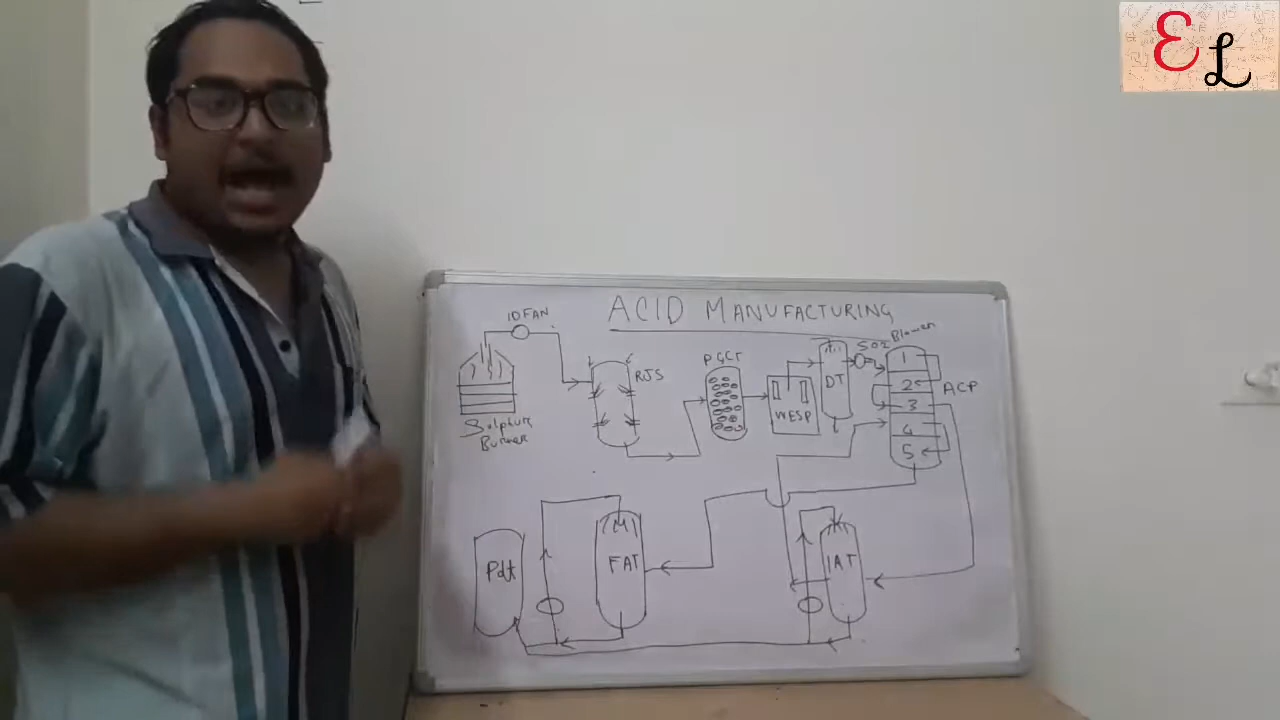 EL
ACID MANUFACTURING
ID FAN
Sulphur
Burner
RJS
PGCT
WESP
DT
SO2 Blower
1
2
3
4
5
ACP
Pdt
FAT
IAT